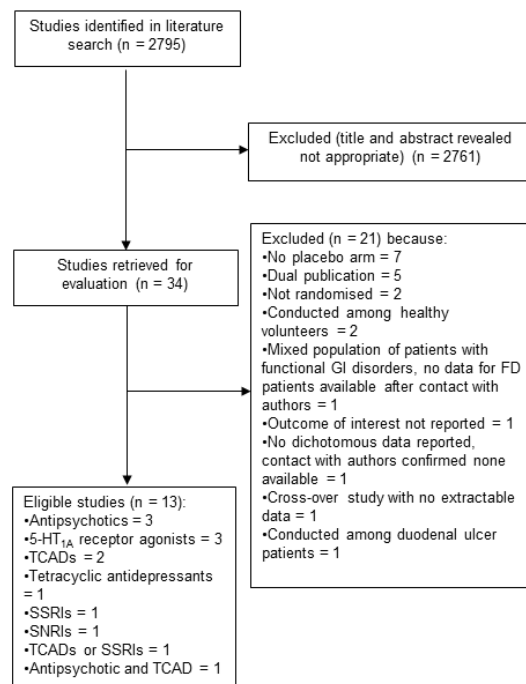 Studies identified in literature
search (n = 2795)
Excluded (title and abstract revealed
not appropriate) (n = 2761)
Studies retrieved for
evaluation (n = 34)
Excluded (n = 21) because:
•No placebo arm = 7
•Dual publication = 5
•Not randomised = 2
•Conducted among healthy
volunteers = 2
•Mixed population of patients with
functional GI disorders, no data for FD
patients available after contact with
authors = 1
•Outcome of interest not reported = 1
•No dichotomous data reported,
contact with authors confirmed none
available = 1
•Cross-over study with no extractable
data = 1
•Conducted among duodenal ulcer
patients = 1
Eligible studies (n = 13):
•Antipsychotics = 3
•5-HT1A receptor agonists = 3
•TCADs = 2
•Tetracyclic antidepressants
= 1
•SSRIs = 1
•SNRIs = 1
•TCADs or SSRIs = 1
•Antipsychotic and TCAD = 1